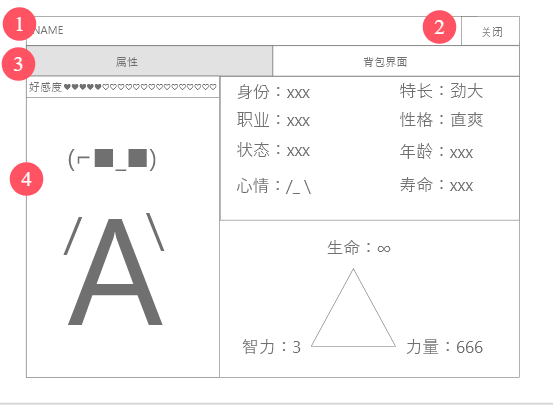 1 NAME 2 关闭
3 属性 背包界面
好感度♥♥♥♥♥♡♡♡♡♡♡♡♡♡♡♡♡♡♡♡
身份：xxx 特长：劲大
职业：xxx 性格：直爽
状态：xxx 年龄：xxx
心情：/_ \ 寿命：xxx
(⌐■_■)
4
/A\
生命：∞
智力：3 力量：666